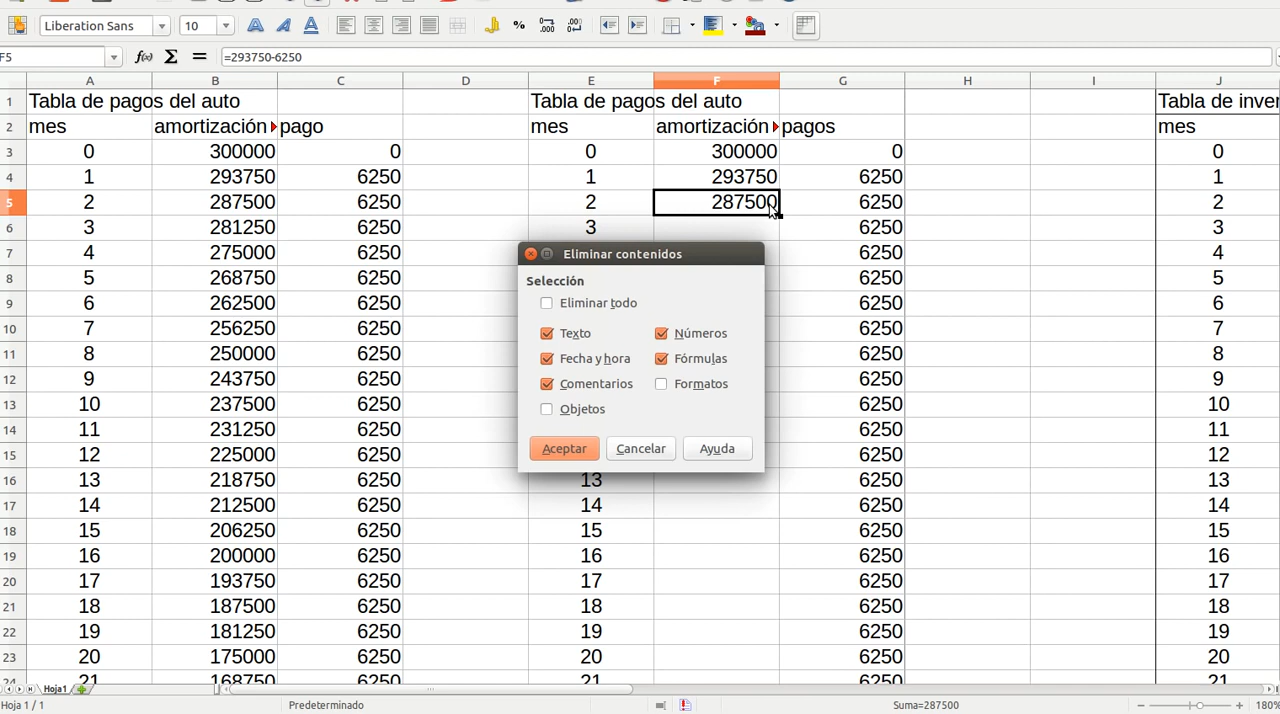 Liberation Sans 10
F5 =293750-6250
A B C D E F G H I J
1 Tabla de pagos del auto Tabla de pagos del auto Tabla de inver
2 mes amortización pago mes amortización pagos mes
3 0 300000 0 0 300000 0 0
4 1 293750 6250 1 293750 6250 1
5 2 287500 6250 2 287500 6250 2
6 3 281250 6250 3 6250 3
7 4 275000 6250 6250 4
8 5 268750 6250 6250 5
9 6 262500 6250 6250 6
10 7 256250 6250 6250 7
11 8 250000 6250 6250 8
12 9 243750 6250 6250 9
13 10 237500 6250 6250 10
14 11 231250 6250 6250 11
15 12 225000 6250 6250 12
16 13 218750 6250 13 6250 13
17 14 212500 6250 14 6250 14
18 15 206250 6250 15 6250 15
19 16 200000 6250 16 6250 16
20 17 193750 6250 17 6250 17
21 18 187500 6250 18 6250 18
22 19 181250 6250 19 6250 19
23 20 175000 6250 20 6250 20
24 21 168750 6250 21 6250 21
Eliminar contenidos
Selección
Eliminar todo
Texto Números
Fecha y hora Fórmulas
Comentarios Formatos
Objetos
Aceptar Cancelar Ayuda
Hoja1
Hoja 1 / 1 Predeterminado Suma=287500 180%